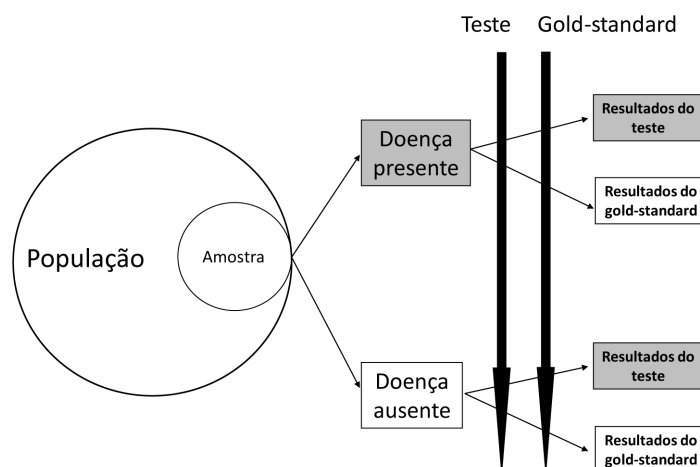 Teste Gold-standard
Resultados do
teste
Doença
presente
Resultados do
gold-standard
População
Amostra
Resultados do
teste
Doença
ausente
Resultados do
gold-standard